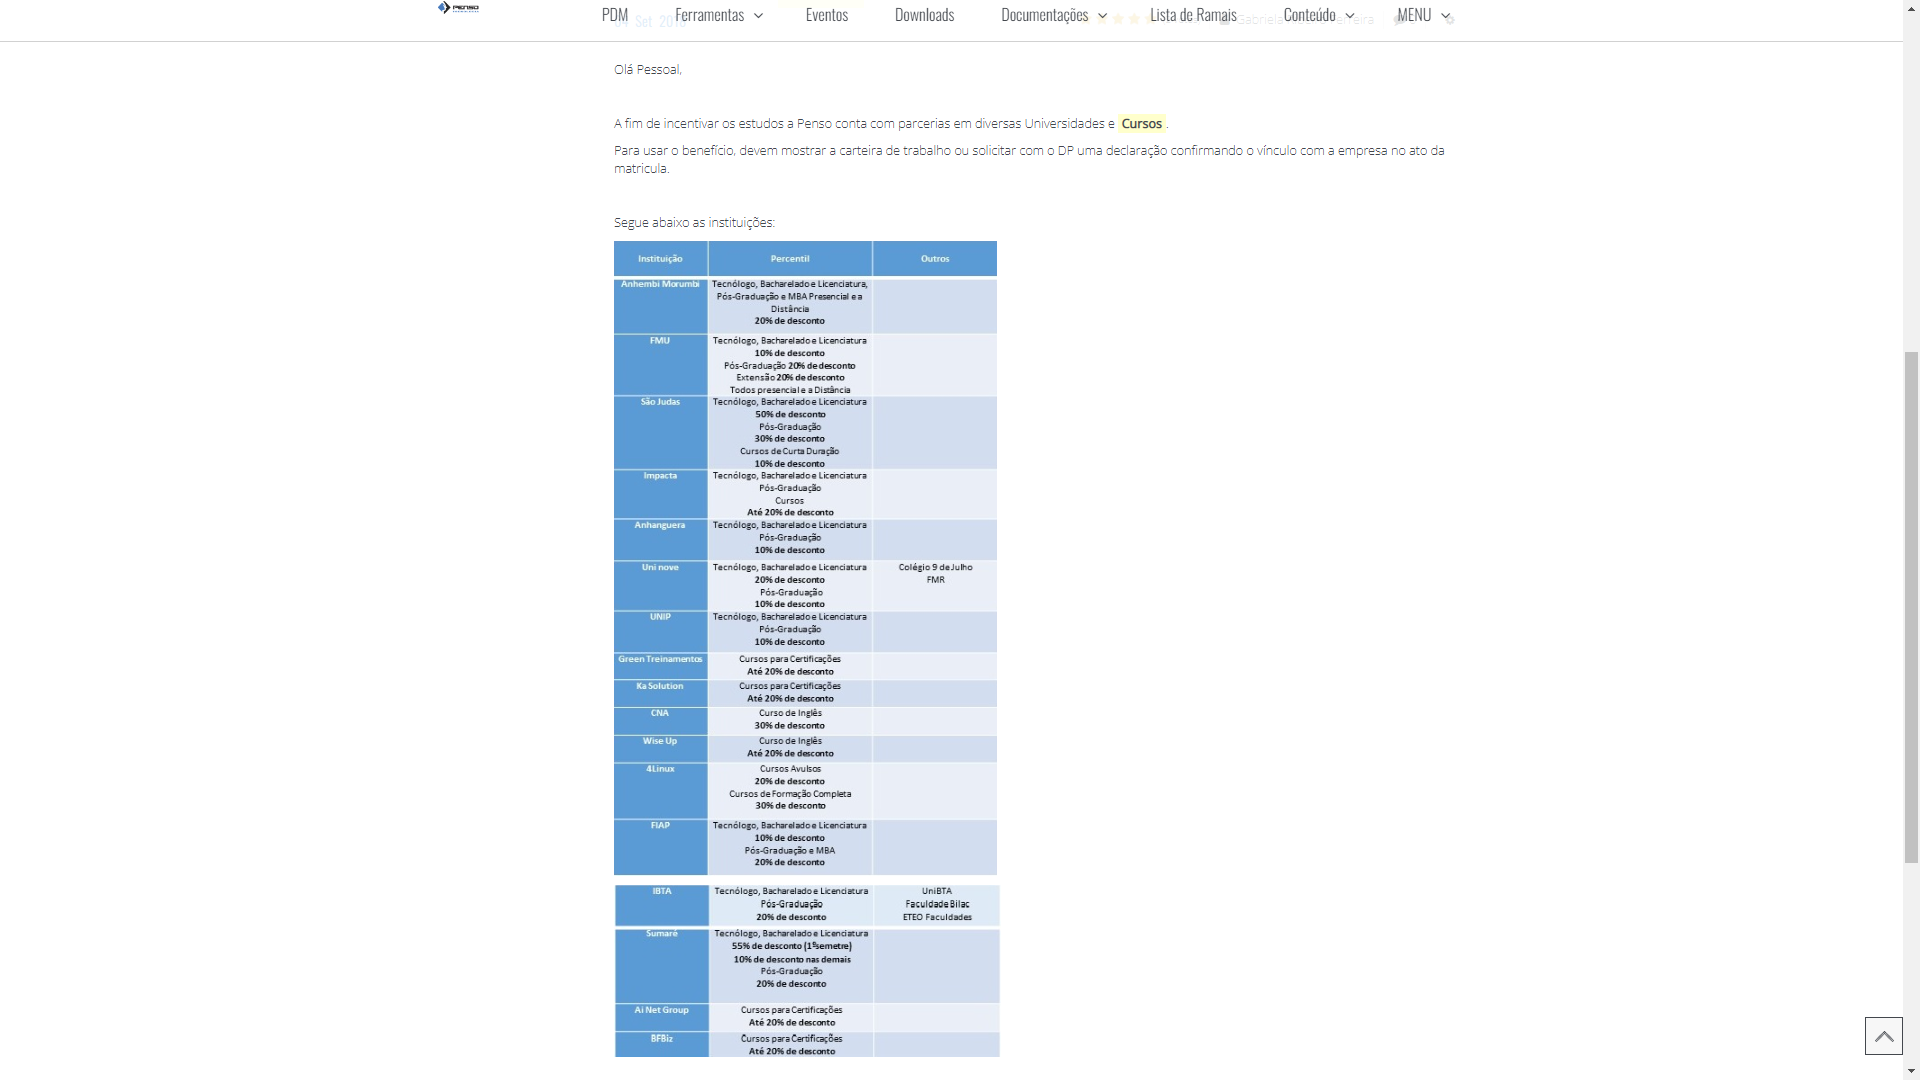 PENSO
PDM
Ferramentas
Eventos
Downloads
Documentações
Lista de Ramais
Conteúdo
MENU
Set
Olá Pessoal,
A fim de incentivar os estudos a Penso conta com parcerias em diversas Universidades e Cursos .
Para usar o benefício, devem mostrar a carteira de trabalho ou solicitar com o DP uma declaração confirmando o vínculo com a empresa no ato da
matricula.
Segue abaixo as instituições:
Instituição Percentil Outros
Anhembi Morumbi
Tecnólogo, Bacharelado e Licenciatura,
Pós-Graduação e MBA Presencial e a
Distância
20% de desconto
FMU
Tecnólogo, Bacharelado e Licenciatura
10% de desconto
Pós-Graduação 20% de desconto
Extensão 20% de desconto
Todos presencial e a Distância
São Judas
Tecnólogo, Bacharelado e Licenciatura
50% de desconto
Pós-Graduação
30% de desconto
Cursos de Curta Duração
10% de desconto
Impacta
Tecnólogo, Bacharelado e Licenciatura
Pós-Graduação
Cursos
Até 20% de desconto
Anhanguera
Tecnólogo, Bacharelado e Licenciatura
Pós-Graduação
10% de desconto
Uni nove
Tecnólogo, Bacharelado e Licenciatura
20% de desconto
Pós-Graduação
10% de desconto
Colégio 9 de Julho
FMR
UNIP
Tecnólogo, Bacharelado e Licenciatura
Pós-Graduação
10% de desconto
Green Treinamentos
Cursos para Certificações
Até 20% de desconto
Ka Solution
Cursos para Certificações
Até 20% de desconto
CNA
Curso de Inglês
30% de desconto
Wise Up
Curso de Inglês
Até 20% de desconto
4Linux
Cursos Avulsos
20% de desconto
Cursos de Formação Completa
30% de desconto
FIAP
Tecnólogo, Bacharelado e Licenciatura
10% de desconto
Pós-Graduação e MBA
20% de desconto
IBTA
Tecnólogo, Bacharelado e Licenciatura
Pós-Graduação
20% de desconto
UniBTA
Faculdade Bilac
ETEO Faculdades
Sumaré
Tecnólogo, Bacharelado e Licenciatura
55% de desconto (1ºsemetre)
10% de desconto nas demais
Pós-Graduação
20% de desconto
Ai Net Group
Cursos para Certificações
Até 20% de desconto
BFBiz
Cursos para Certificações
Até 20% de desconto